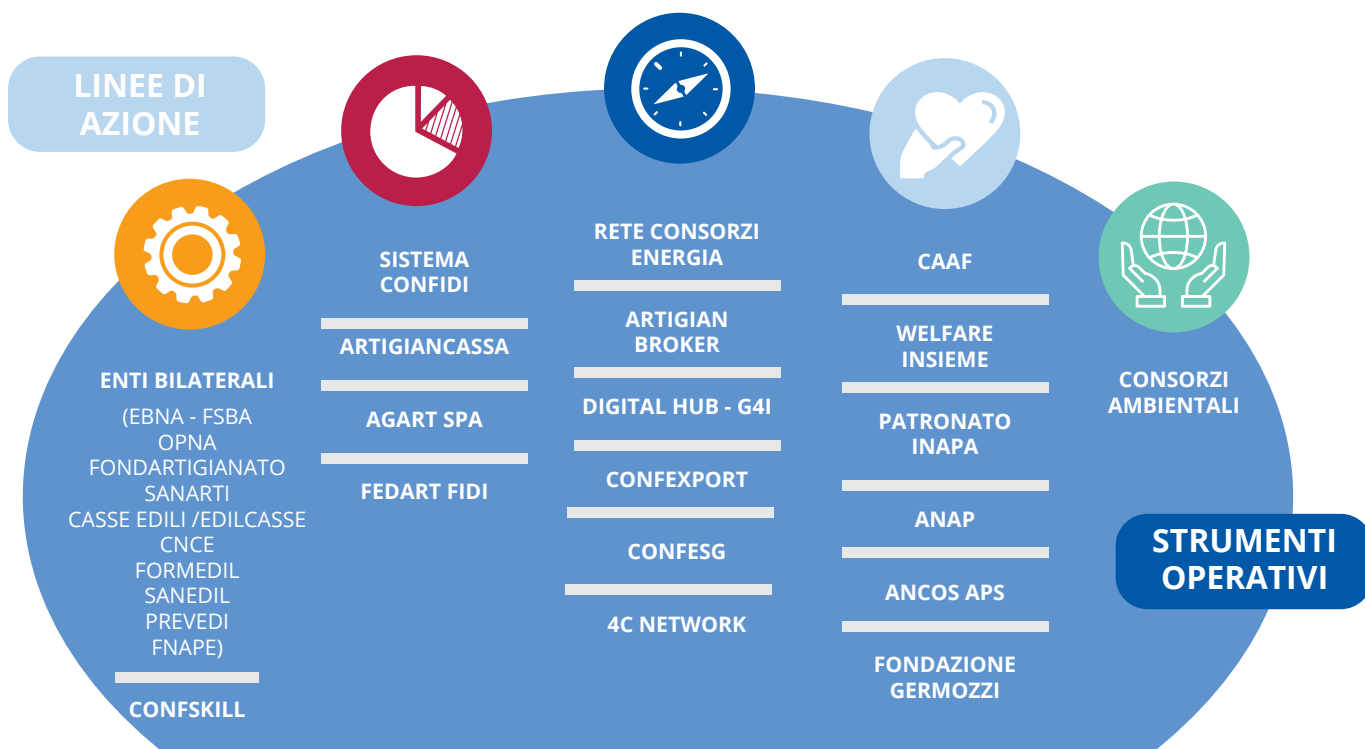 LINEE DI
AZIONE
ENTI BILATERALI
(EBNA - FSBA
OPNA
FONDARTIGIANATO
SANARTI
CASSE EDILI /EDILCASSE
CNCE
FORMEDIL
SANEDIL
PREVEDI
FNAPE)
CONFSKILL
SISTEMA
CONFIDI
ARTIGIANCASSA
AGART SPA
FEDART FIDI
RETE CONSORZI
ENERGIA
ARTIGIAN
BROKER
DIGITAL HUB - G4I
CONFEXPORT
CONFESG
4C NETWORK
CAAF
WELFARE
INSIEME
PATRONATO
INAPA
ANAP
ANCOS APS
FONDAZIONE
GERMOZZI
CONSORZI
AMBIENTALI
STRUMENTI
OPERATIVI